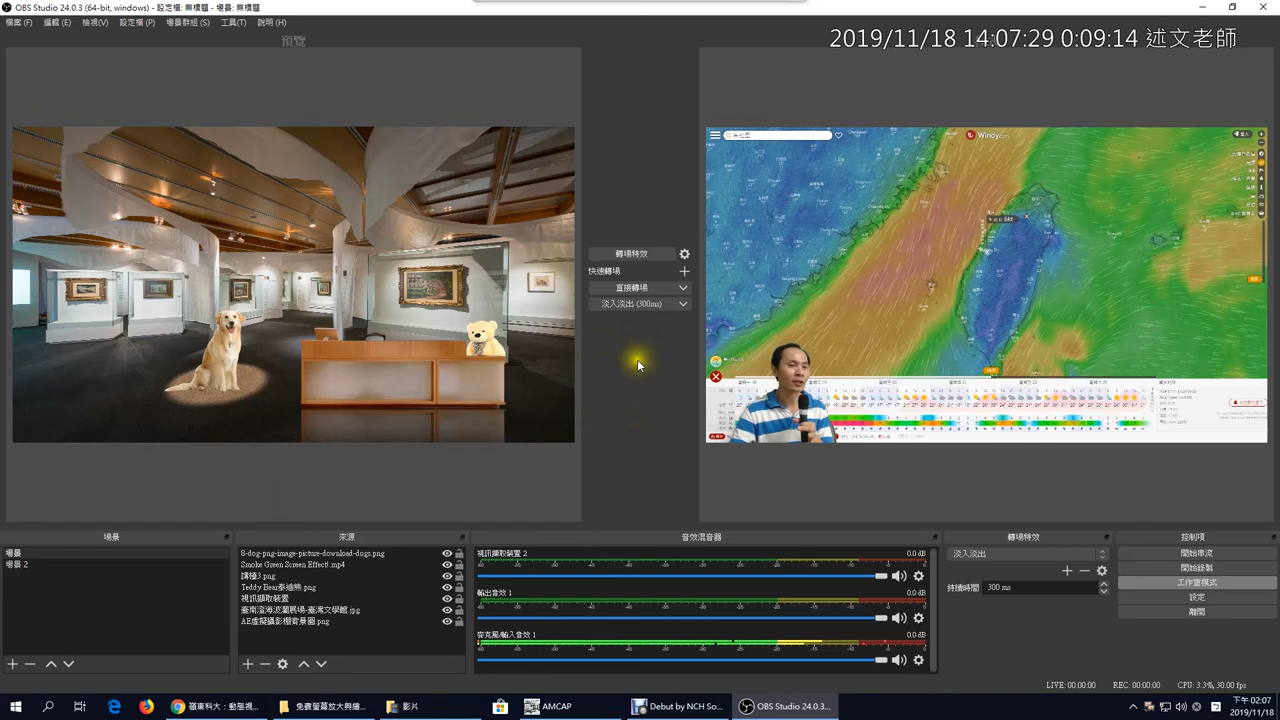 OBS Studio 24.0.3 (64-bit, windows) - 設定檔: 無標題 - 場景: 無標題
檔案 (F) 編輯 (E) 檢視(V) 設定檔 (P) 場景群組 (S) 工具(T) 說明 (H)
預覽
2019/11/18 14:07:29 0:09:14 述文老師
Windy.com
轉場特效
快速轉場
直接轉場
淡入淡出 (300ms)
場景
場景
場景 2
來源
8-dog-png-image-picture-download-dogs.png
Smoke Green Screen Effect!.mp4
講檯3.png
Teddy Bear泰迪熊.png
視訊擷取裝置
臺南澄海波瀾展場-臺灣文學館.jpg
AE虛擬攝影棚背景圖.png
音效混音器
視訊擷取裝置 2 0.0 dB
輸出音效 1 0.0 dB
麥克風/輸入音效 1 0.0 dB
轉場特效
淡入淡出
持續時間 300 ms
控制項
開始串流
開始錄製
工作室模式
設定
離開
LIVE: 00:00:00 REC: 00:00:00 CPU: 3.3%, 30.00 fps
嶺東科大：動態視...
免費螢幕放大與繪...
影片
AMCAP
Debut by NCH So...
OBS Studio 24.0.3...
下午 02:07
2019/11/18